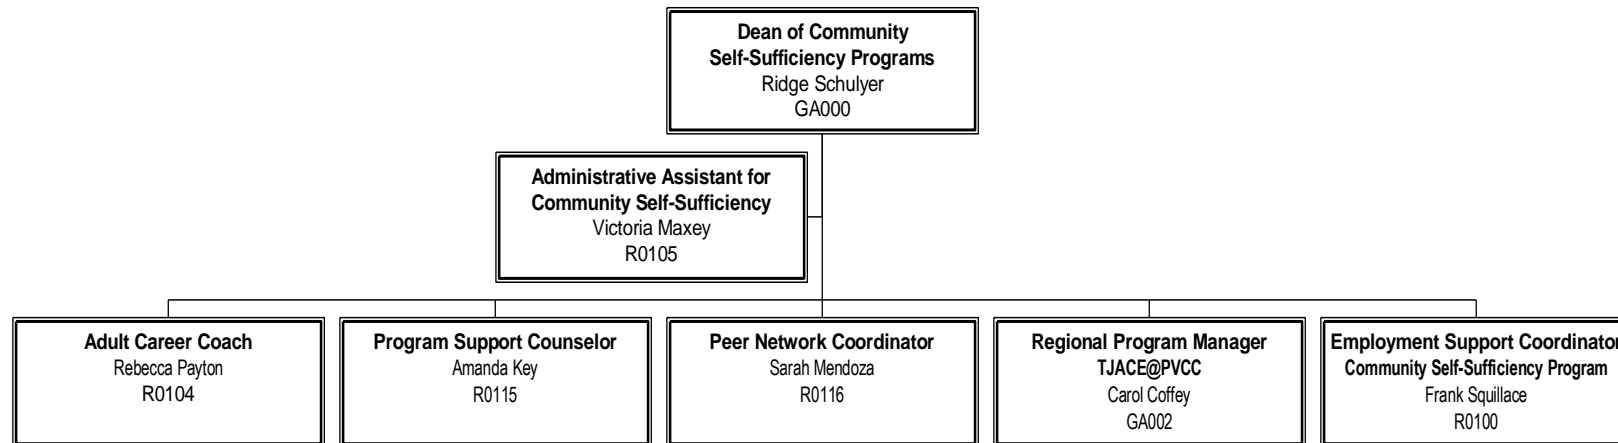 Dean of Community
Self-Sufficiency Programs
Ridge Schulyer
GA000
Administrative Assistant for
Community Self-Sufficiency
Victoria Maxey
R0105
Adult Career Coach
Rebecca Payton
R0104
Program Support Counselor
Amanda Key
R0115
Peer Network Coordinator
Sarah Mendoza
R0116
Regional Program Manager
TJACE@PVCC
Carol Coffey
GA002
Employment Support Coordinator
Community Self-Sufficiency Program
Frank Squillace
R0100